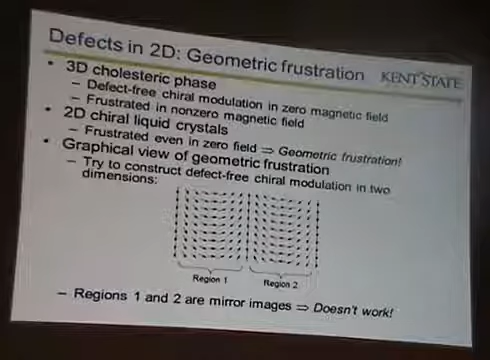 Defects in 2D: Geometric frustration
KENT STATE
• 3D cholesteric phase
– Defect-free chiral modulation in zero magnetic field
– Frustrated in nonzero magnetic field
• 2D chiral liquid crystals
– Frustrated even in zero field ⇒ Geometric frustration!
• Graphical view of geometric frustration
– Try to construct defect-free chiral modulation in two
dimensions:
Region 1
Region 2
– Regions 1 and 2 are mirror images ⇒ Doesn't work!